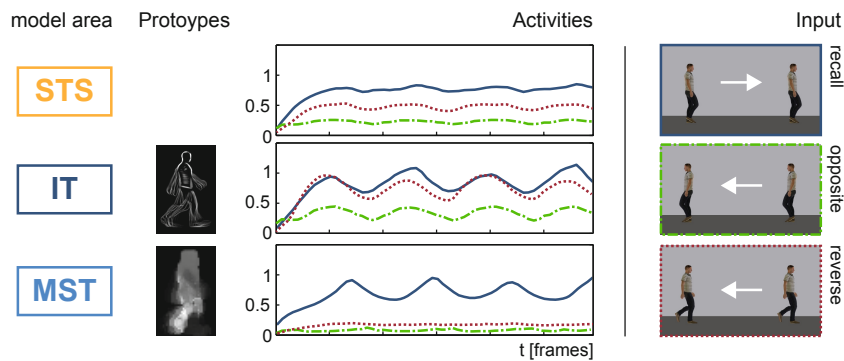 model area
Protoypes
Activities
Input
STS
1
0.5
0
recall
IT
1
0.5
0
opposite
MST
1
0.5
0
reverse
t [frames]